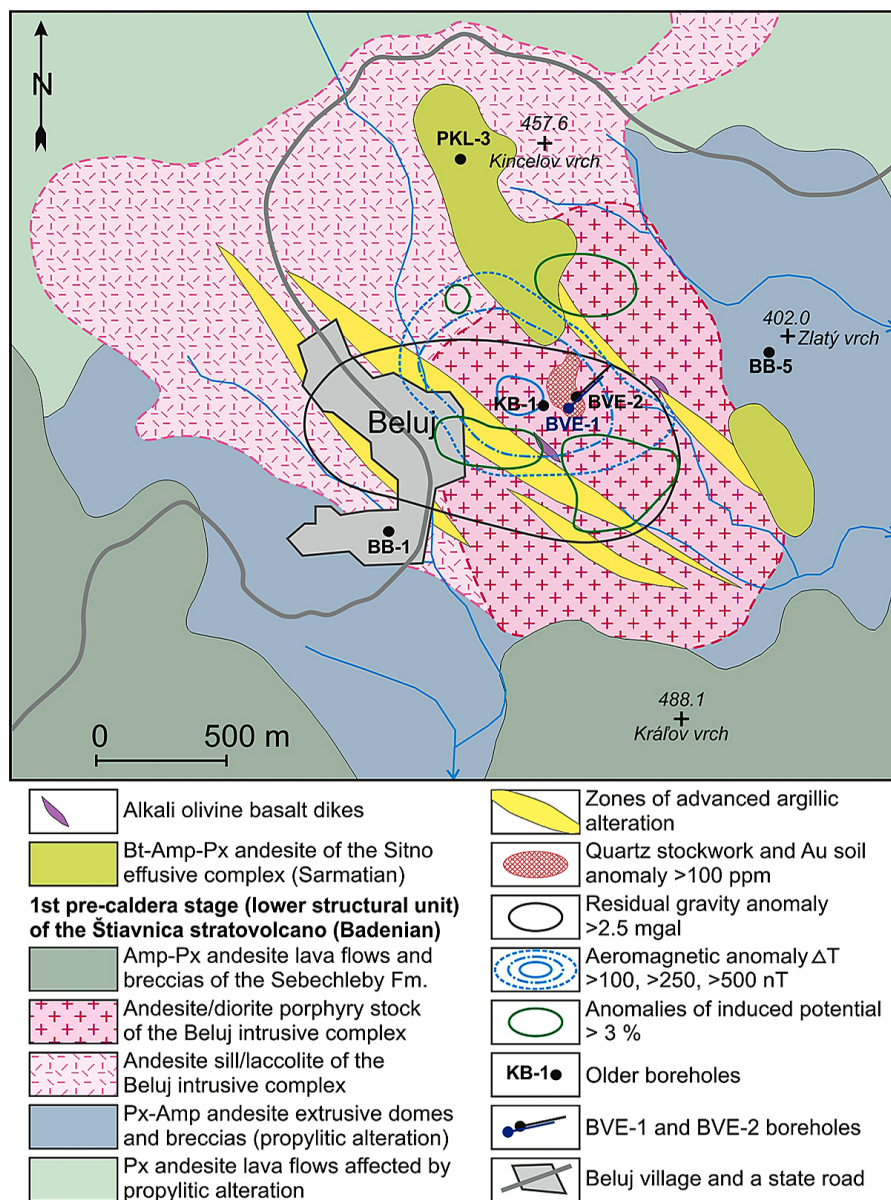 N
PKL-3
457.6
Kincelov vrch
402.0
Zlatý vrch
BB-5
KB-1
BVE-2
BVE-1
Beluj
BB-1
488.1
Kráľov vrch
0 500 m
Alkali olivine basalt dikes
Bt-Amp-Px andesite of the Sitno
effusive complex (Sarmatian)
1st pre-caldera stage (lower structural unit)
of the Štiavnica stratovolcano (Badenian)
Amp-Px andesite lava flows and
breccias of the Sebechleby Fm.
Andesite/diorite porphyry stock
of the Beluj intrusive complex
Andesite sill/laccolite of the
Beluj intrusive complex
Px-Amp andesite extrusive domes
and breccias (propylitic alteration)
Px andesite lava flows affected by
propylitic alteration
Zones of advanced argillic
alteration
Quartz stockwork and Au soil
anomaly >100 ppm
Residual gravity anomaly
>2.5 mgal
Aeromagnetic anomaly ΔT
>100, >250, >500 nT
Anomalies of induced potential
> 3 %
KB-1
Older boreholes
BVE-1 and BVE-2 boreholes
Beluj village and a state road